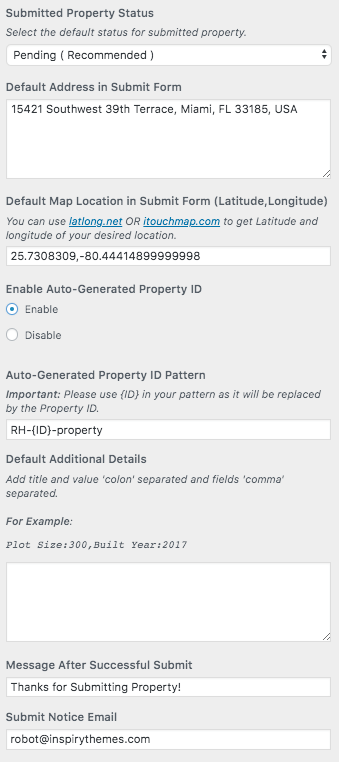 Submitted Property Status
Select the default status for submitted property.
Pending ( Recommended )
Default Address in Submit Form
15421 Southwest 39th Terrace, Miami, FL 33185, USA
Default Map Location in Submit Form (Latitude,Longitude)
You can use latlong.net OR itouchmap.com to get Latitude and
longitude of your desired location.
25.7308309,-80.44414899999998
Enable Auto-Generated Property ID
Enable
Disable
Auto-Generated Property ID Pattern
Important: Please use {ID} in your pattern as it will be replaced
by the Property ID.
RH-{ID}-property
Default Additional Details
Add title and value 'colon' separated and fields 'comma'
separated.
For Example:
Plot Size:300,Built Year:2017
Message After Successful Submit
Thanks for Submitting Property!
Submit Notice Email
robot@inspirythemes.com